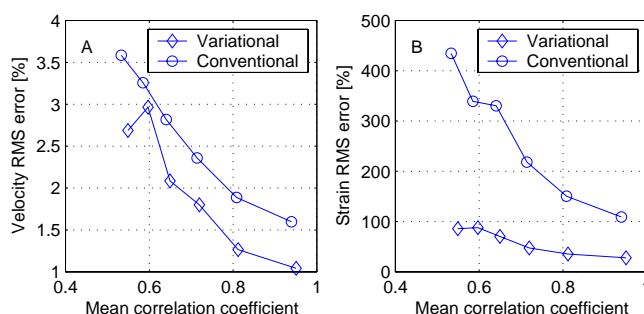 A
Variational
Conventional
Velocity RMS error [%]
4
3.5
3
2.5
2
1.5
1
0.4
0.6
0.8
1
Mean correlation coefficient
B
Variational
Conventional
Strain RMS error [%]
500
400
300
200
100
0
0.4
0.6
0.8
1
Mean correlation coefficient